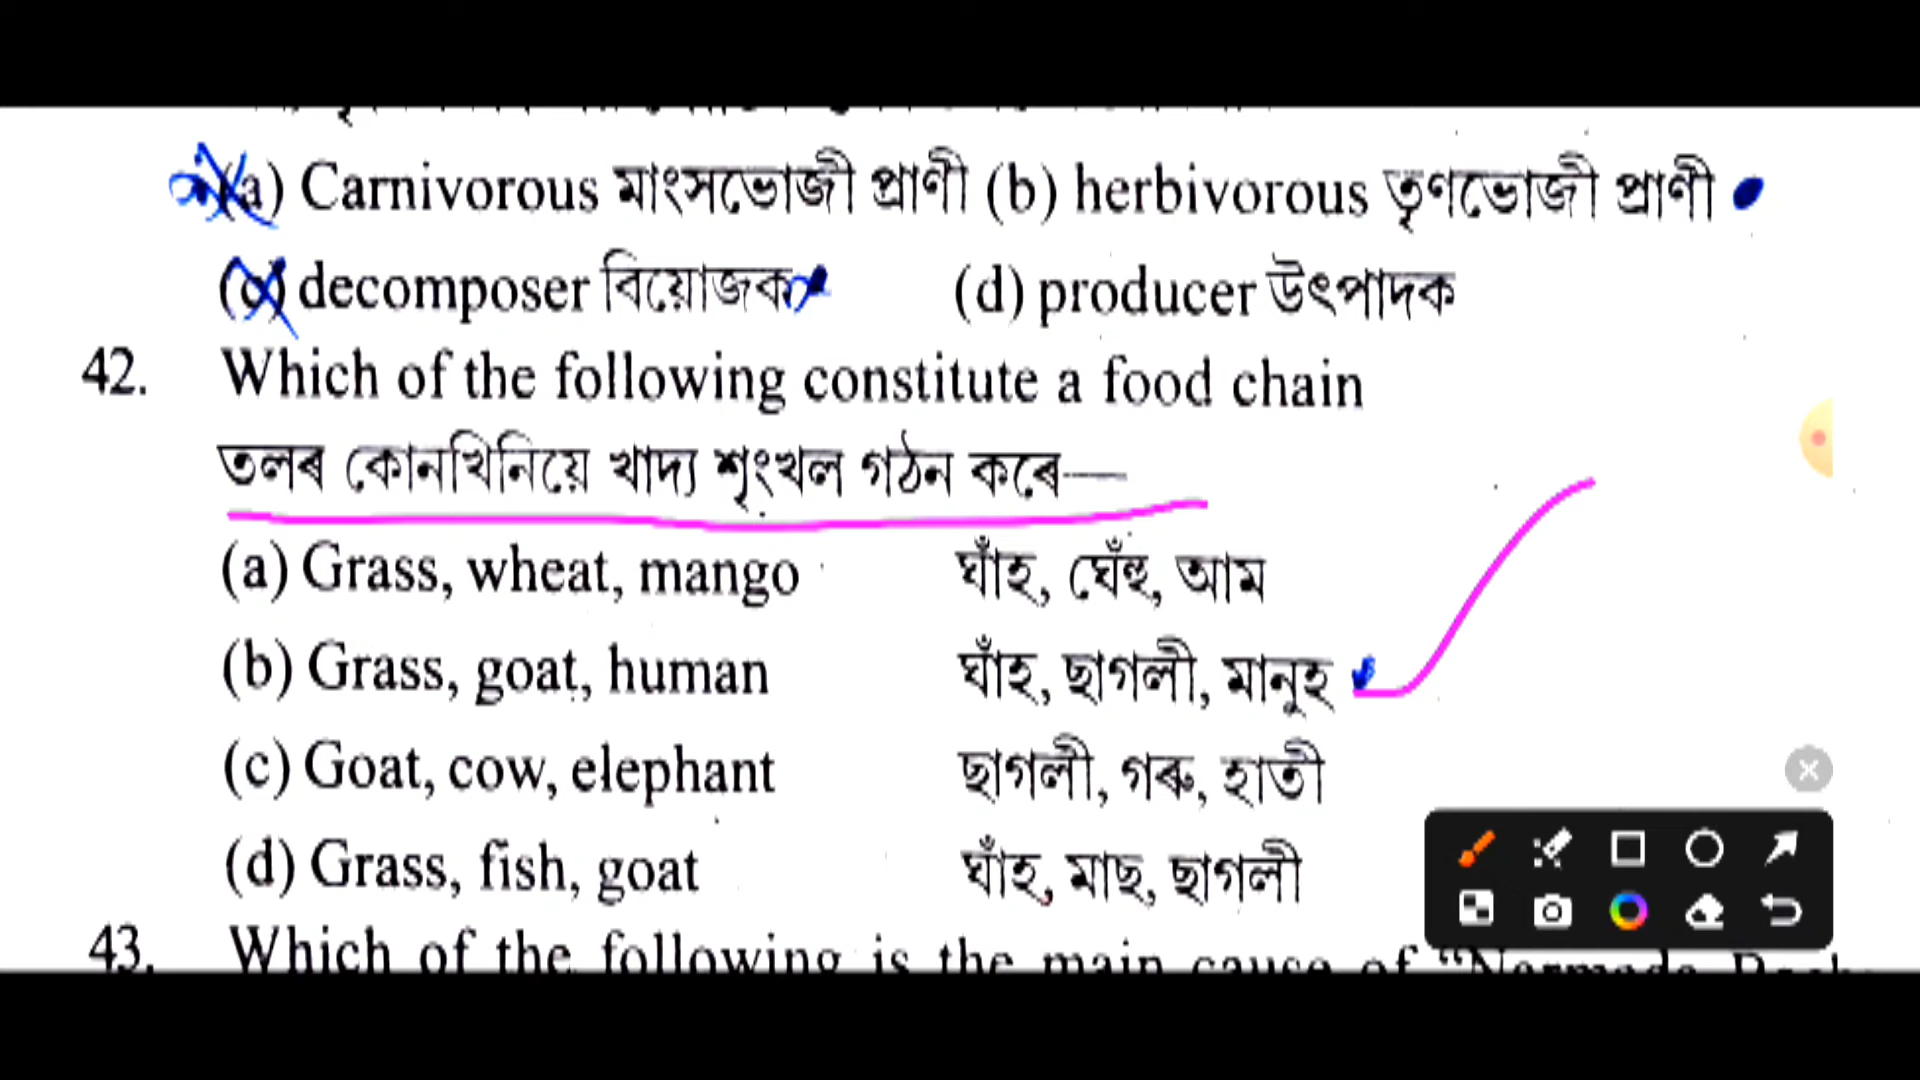 (a) Carnivorous মাংসভোজী প্ৰাণী (b) herbivorous তৃণভোজী প্ৰাণী
(c) decomposer বিয়োজক (d) producer উৎপাদক
42. Which of the following constitute a food chain
তলৰ কোনখিনিয়ে খাদ্য শৃংখল গঠন কৰে—
(a) Grass, wheat, mango ঘাঁহ, ঘেঁহু, আম
(b) Grass, goat, human ঘাঁহ, ছাগলী, মানুহ
(c) Goat, cow, elephant ছাগলী, গৰু, হাতী
(d) Grass, fish, goat ঘাঁহ, মাছ, ছাগলী
43. Which of the following is the main cause of